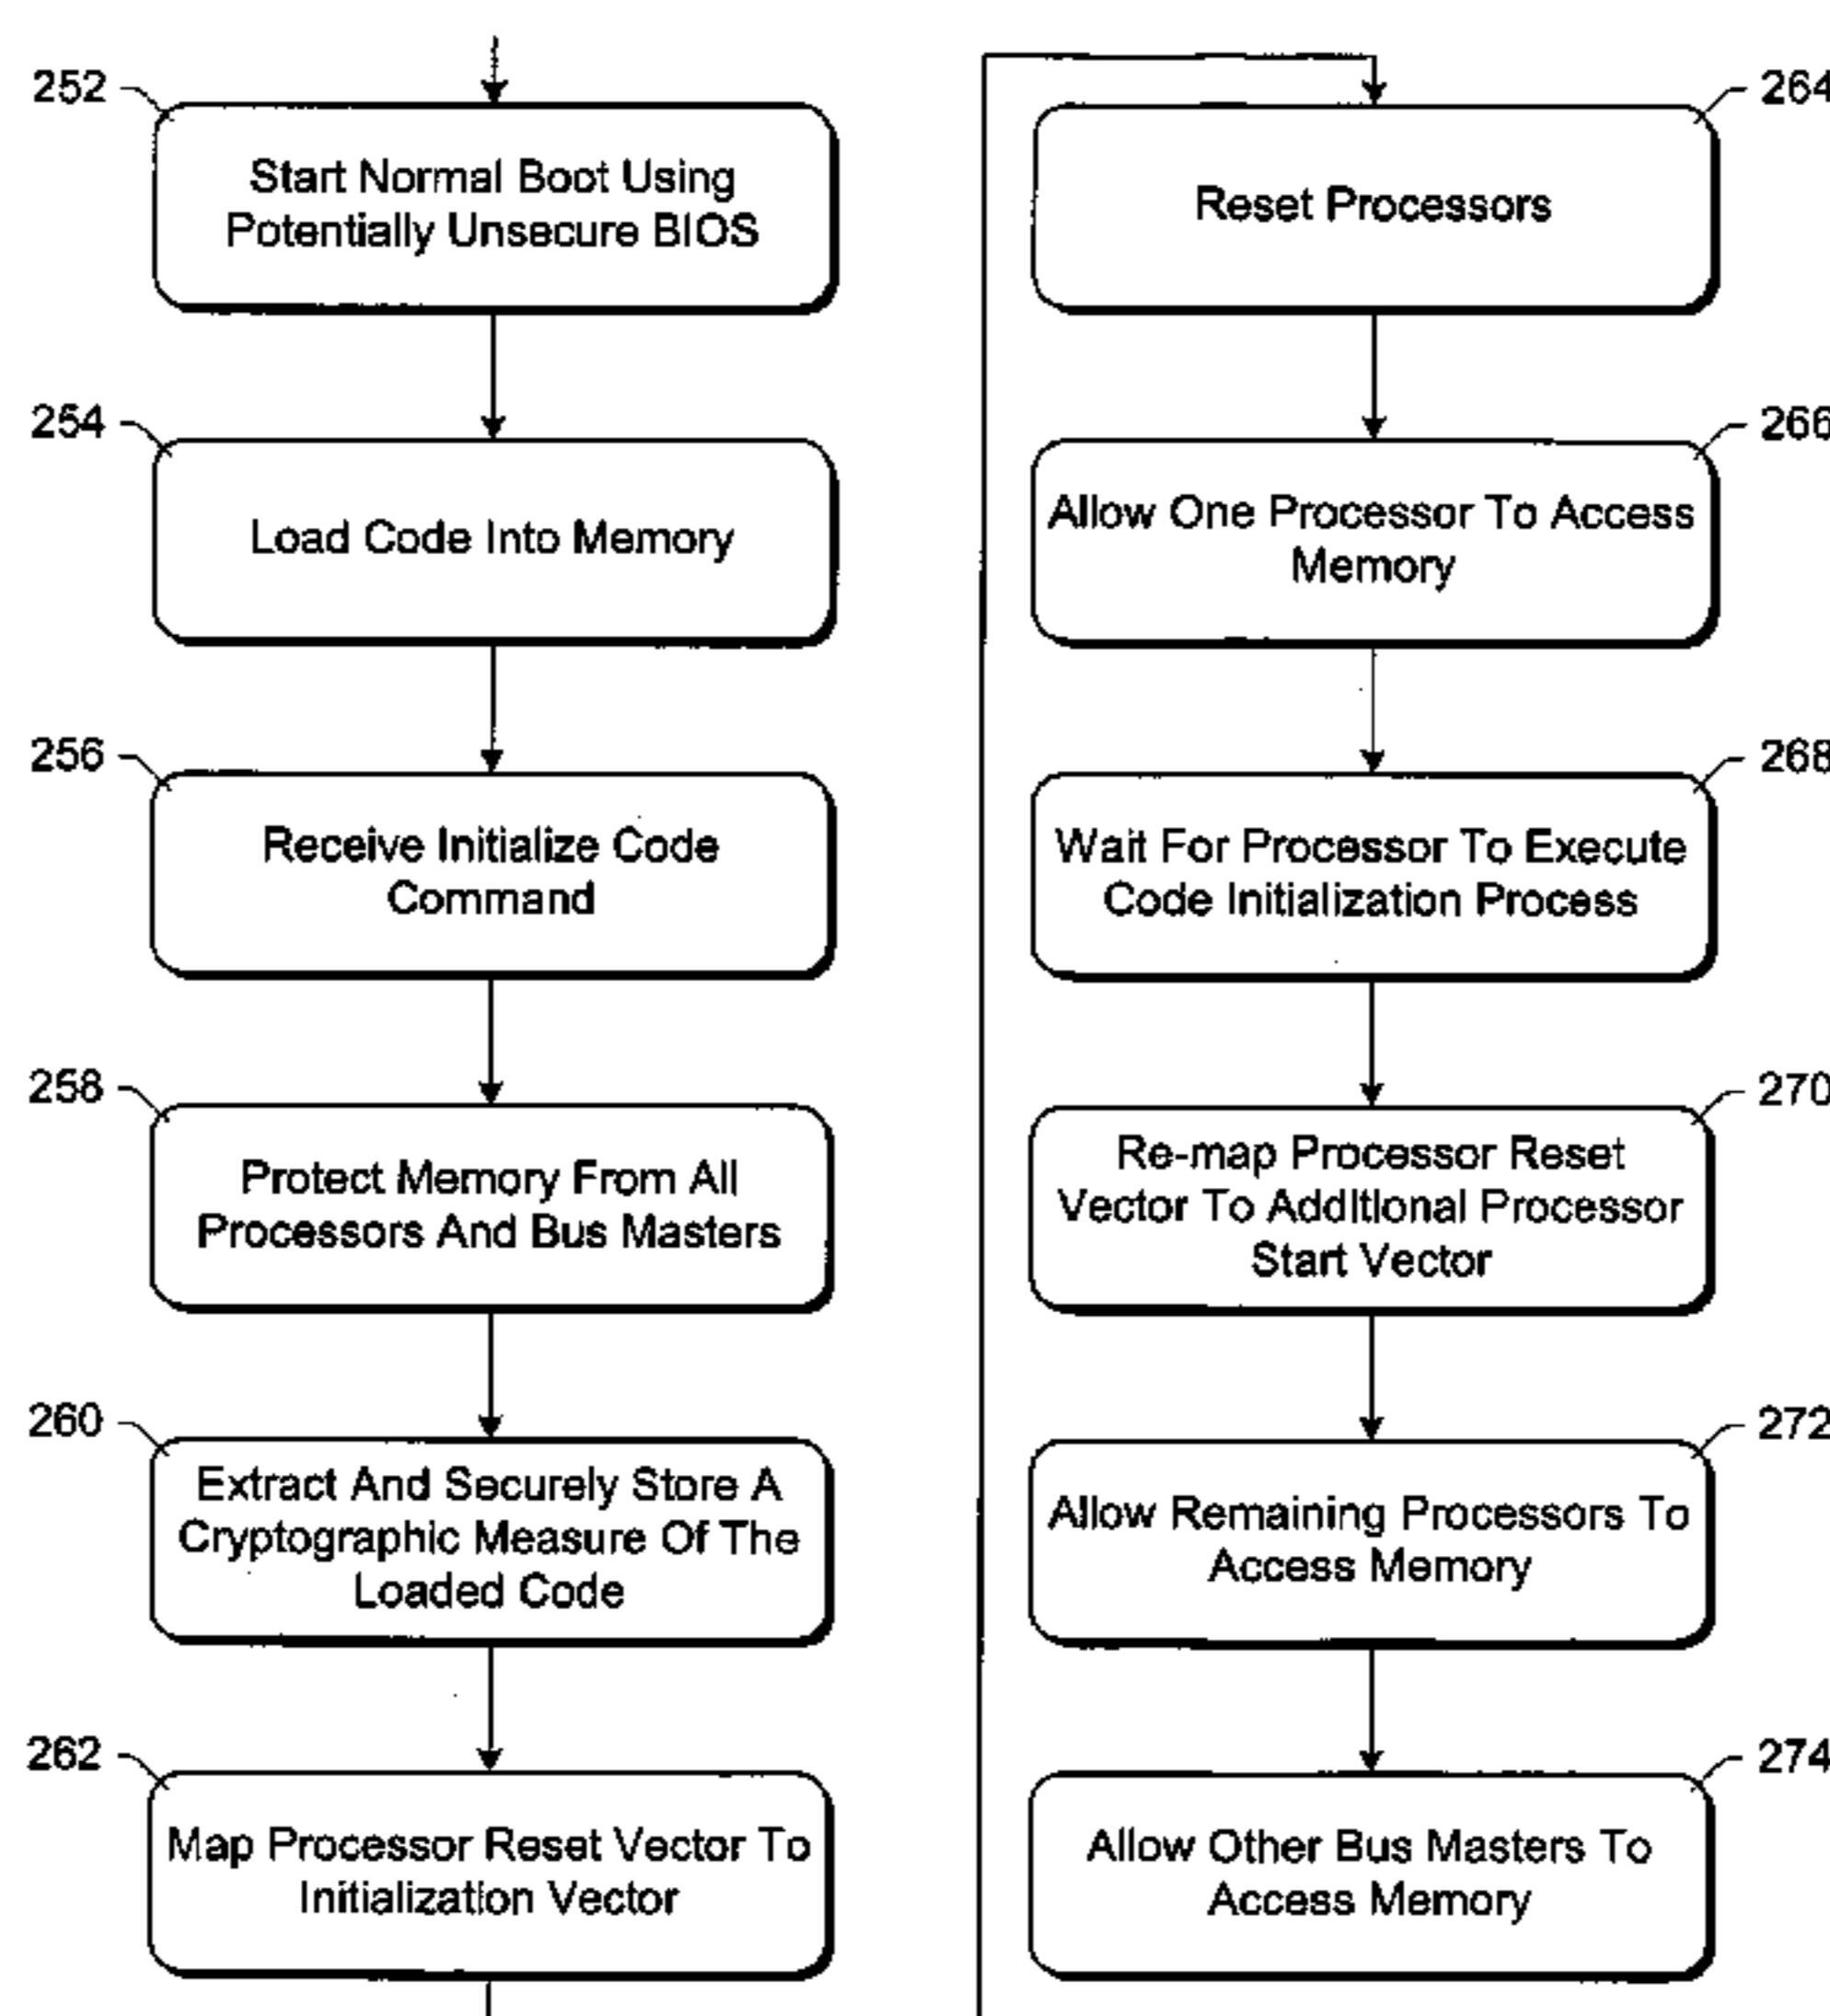 252
Start Normal Boot Using
Potentially Unsecure BIOS
254
Load Code Into Memory
256
Receive Initialize Code
Command
258
Protect Memory From All
Processors And Bus Masters
260
Extract And Securely Store A
Cryptographic Measure Of The
Loaded Code
262
Map Processor Reset Vector To
Initialization Vector
264
Reset Processors
266
Allow One Processor To Access
Memory
268
Wait For Processor To Execute
Code Initialization Process
270
Re-map Processor Reset
Vector To Additional Processor
Start Vector
272
Allow Remaining Processors To
Access Memory
274
Allow Other Bus Masters To
Access Memory